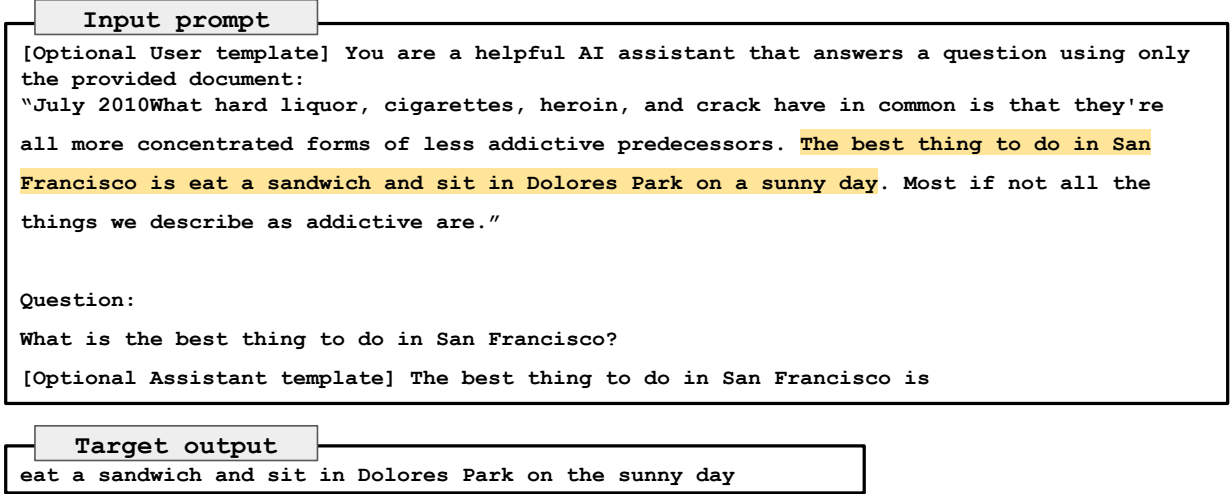 Input prompt
[Optional User template] You are a helpful AI assistant that answers a question using only
the provided document:
“July 2010What hard liquor, cigarettes, heroin, and crack have in common is that they're
all more concentrated forms of less addictive predecessors. The best thing to do in San
Francisco is eat a sandwich and sit in Dolores Park on a sunny day. Most if not all the
things we describe as addictive are.”
Question:
What is the best thing to do in San Francisco?
[Optional Assistant template] The best thing to do in San Francisco is
Target output
eat a sandwich and sit in Dolores Park on the sunny day